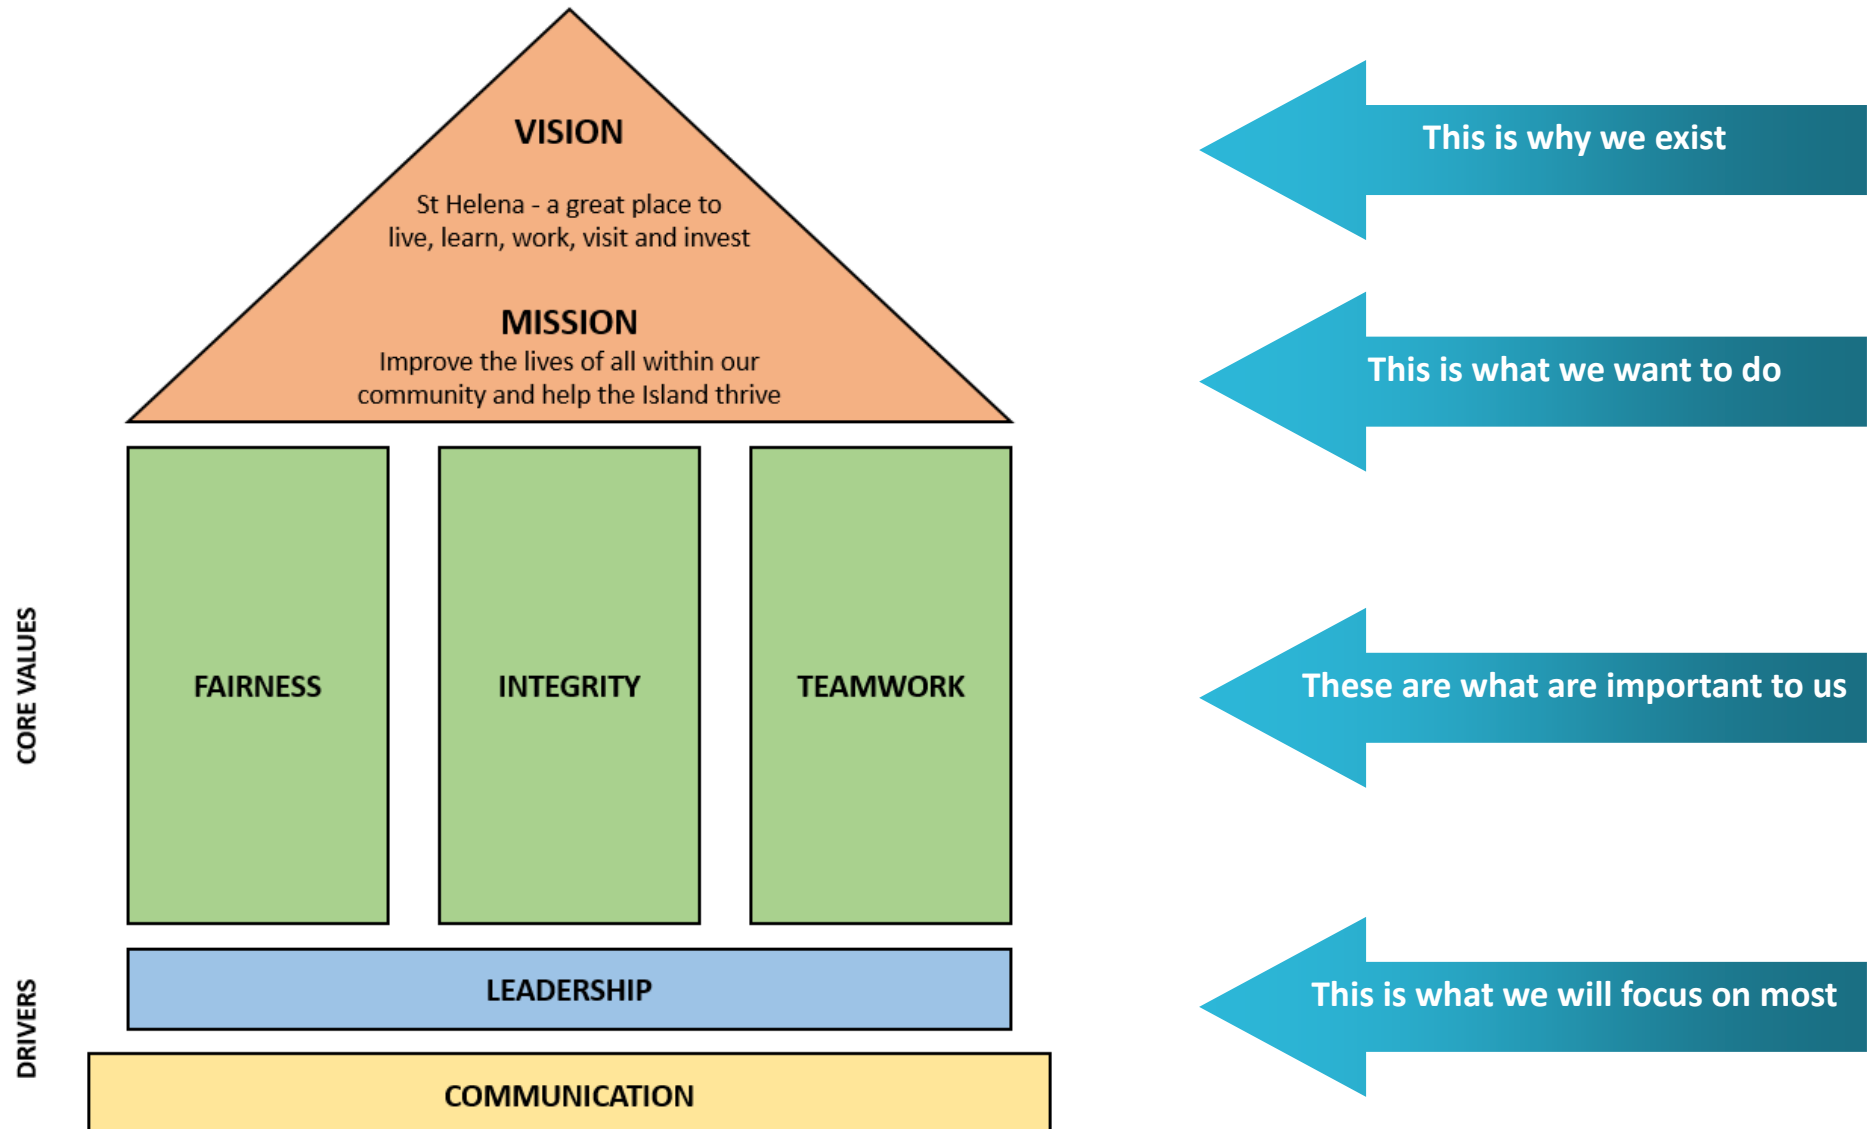 VISION
St Helena - a great place to
live, learn, work, visit and invest
MISSION
Improve the lives of all within our
community and help the Island thrive
This is why we exist
This is what we want to do
CORE VALUES
FAIRNESS
INTEGRITY
TEAMWORK
These are what are important to us
DRIVERS
LEADERSHIP
COMMUNICATION
This is what we will focus on most